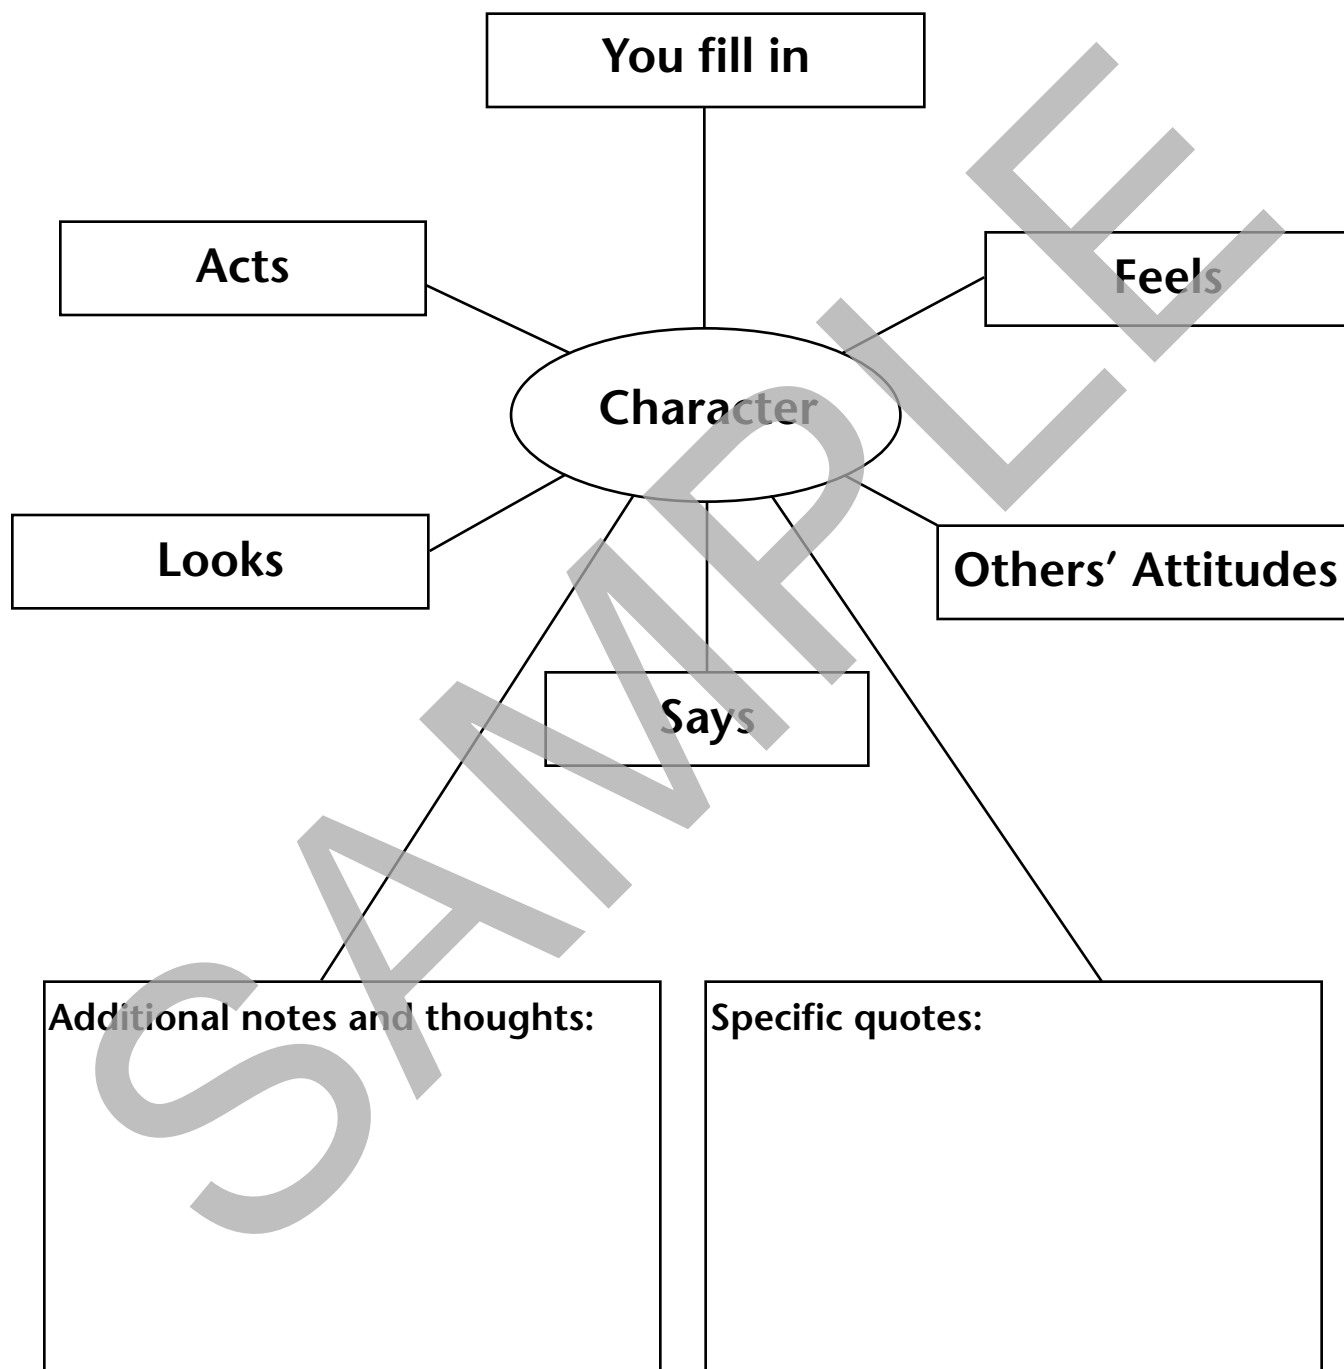 You fill in
Acts
Feels
Character
Looks
Others’ Attitudes
Says
Additional notes and thoughts:
Specific quotes:
SAMPLE